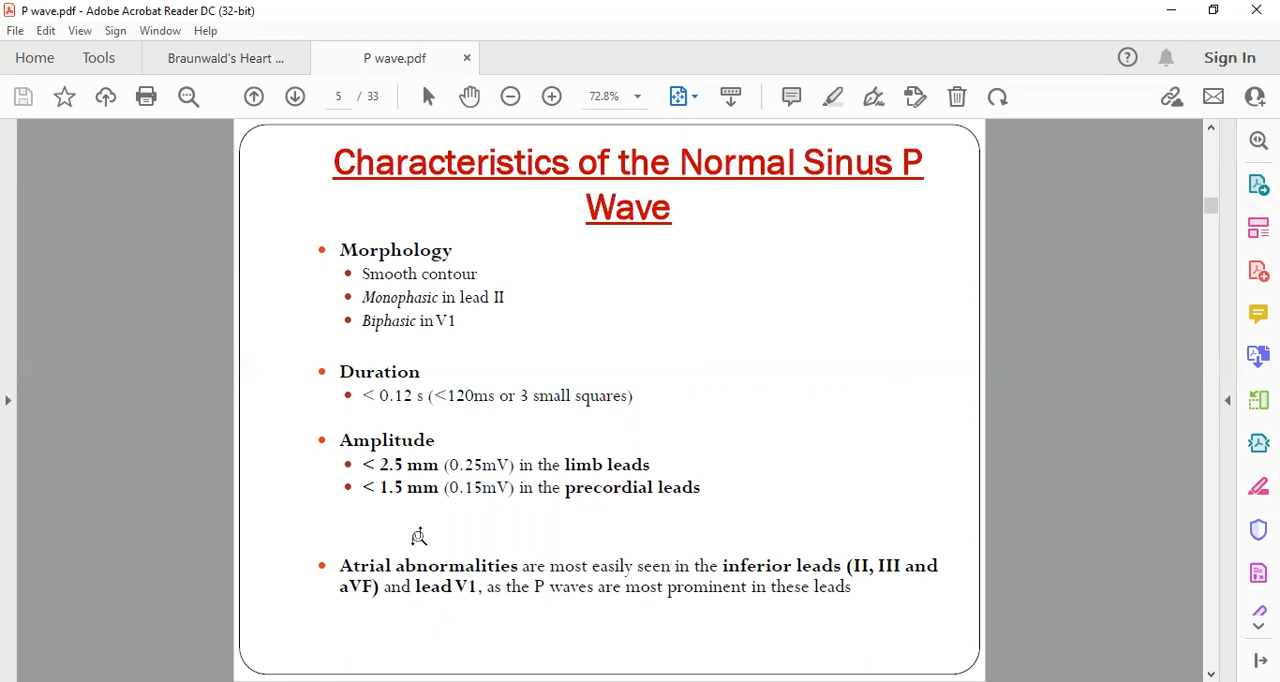 P wave.pdf - Adobe Acrobat Reader DC (32-bit)
File Edit View Sign Window Help
Home Tools Braunwald's Heart ... P wave.pdf Sign In
5 / 33 72.8%
Characteristics of the Normal Sinus P
Wave
Morphology
Smooth contour
Monophasic in lead II
Biphasic in V1
Duration
< 0.12 s (<120ms or 3 small squares)
Amplitude
< 2.5 mm (0.25mV) in the limb leads
< 1.5 mm (0.15mV) in the precordial leads
Atrial abnormalities are most easily seen in the inferior leads (II, III and
aVF) and lead V1, as the P waves are most prominent in these leads